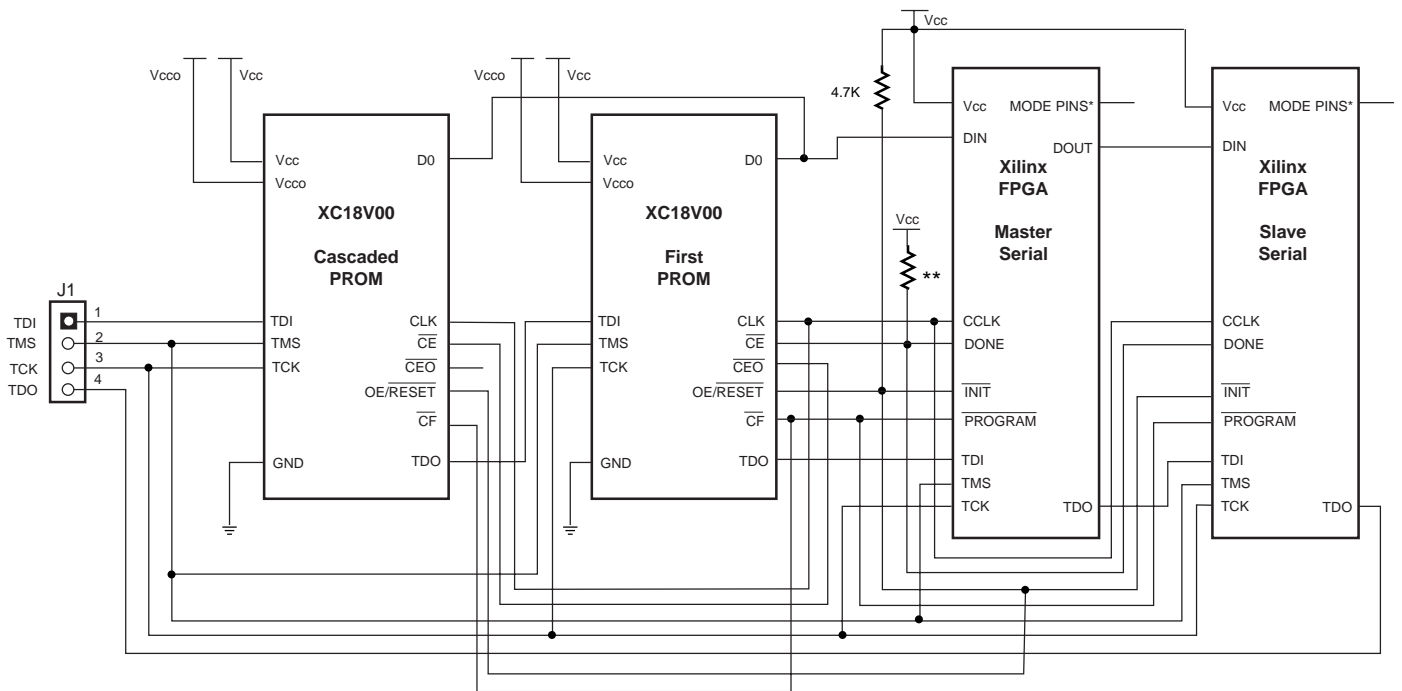 Vcc
Vcco
Vcc
Vcco
Vcc
4.7K
Vcc
MODE PINS*
DIN
DOUT
Xilinx
FPGA
Master
Serial
Vcc
MODE PINS*
DIN
Xilinx
FPGA
Slave
Serial
Vcc
Vcco
D0
XC18V00
Cascaded
PROM
Vcc
Vcco
D0
XC18V00
First
PROM
Vcc
**
J1
TDI
TMS
TCK
TDO
1
2
3
4
TDI
TMS
TCK
GND
CLK
CE
CEO
OE/RESET
CF
TDO
TDI
TMS
TCK
GND
CLK
CE
CEO
OE/RESET
CF
TDO
CCLK
DONE
INIT
PROGRAM
TDI
TMS
TCK
TDO
CCLK
DONE
INIT
PROGRAM
TDI
TMS
TCK
TDO